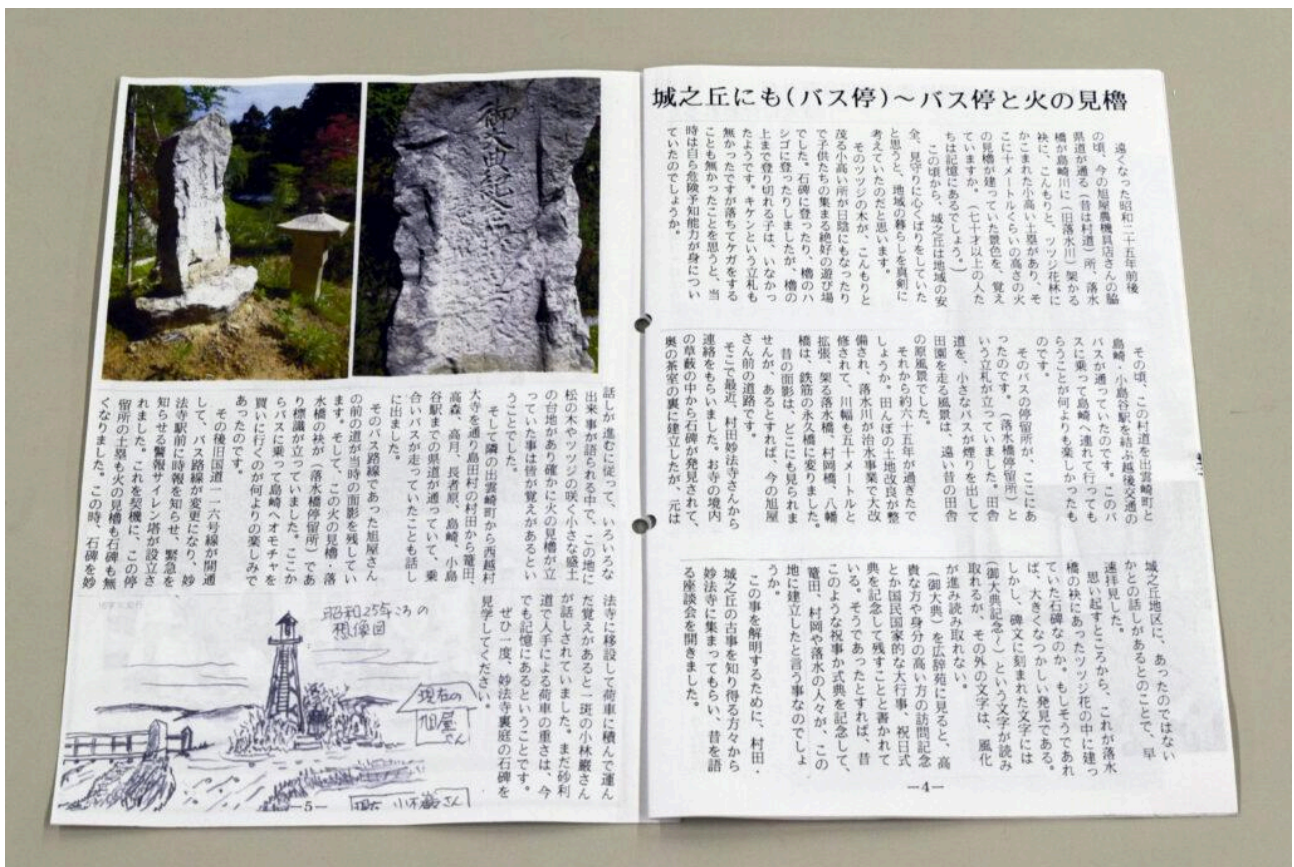 城之丘にも(バス停)～バス停と火の見櫓
遠くなった昭和二十五年前後
の頃、今の旭屋農機具店さんの脇
県道が通る(昔は村道)所、落水
橋が島崎川に(旧落水川)架かる
袂に、こんもりと、ツツジ花林に
かこまれた小高い土塁があり、そ
こに十メートルくらいの高さの火
の見櫓が建っていた景色を、覚え
ていますか。(七十才以上の人た
ちは記憶にあるでしょう。)
この頃から、城之丘は地域の安
全、見守りに心くばりをしていた
と思うと、地域の暮らしを真剣に
考えていたのだと思います。
そのツツジの木が、こんもりと
茂る小高い所が日陰にもなったり
で子供たちの集まる絶好の遊び場
でした。石碑に登ったり、櫓のハ
シゴに登ったりしましたが、櫓の
上まで登り切れる子は、いなかっ
たようです。キケンという立札も
無かったですが落ちてケガをする
ことも無かったことを思うと、当
時は自ら危険予知能力が身につい
ていたのでしょうか。
その頃、この村道を出雲崎町と
島崎・小島谷駅を結ぶ越後交通の
バスが通っていたのです。このバ
スに乗って島崎へ連れて行っても
らうことが何よりも楽しかったも
のです。
そのバスの停留所が、ここにあ
ったのです。(落水橋停留所)と
いう立札が立っていました。田舎
道を、小さなバスが煙りを出して
田園を走る風景は、遠い昔の田舎
の原風景でした。
それから約六十五年が過ぎたで
しょうか。田んぼの土地改良が整
備され、落水川が治水事業で大改
修されて、川幅も五十メートルと
拡張、架る落水橋、村岡橋、八幡
橋は、鉄筋の永久橋に変りました。
昔の面影は、どこにも見られま
せんが、あるとすれば、今の旭屋
さん前の道路です。
そこで最近、村田妙法寺さんから
連絡をもらいました。お寺の境内
の草薮の中から石碑が発見されて、
奥の茶室の裏に建立したが、元は
城之丘地区に、あったのではない
かとの話しがあるとのことで、早
速拝見した。
思い起すところから、これが落水
橋の袂にあったツツジ花の中に建っ
ていた石碑なのか。もしそうであれ
ば、大きくなつかしい発見である。
しかし、碑文に刻まれた文字には
(御大典記念く)という文字が読み
取れるが、その外の文字は、風化
が進み読み取れない。
(御大典)を広辞苑に見ると、高
貴な方や身分の高い方の訪問記念
とか国民国家的な大行事、祝日式
典を記念して残すことと書かれて
いる。そうであったとすれば、昔
このような祝事か式典を記念して、
篭田、村岡や落水の人々が、この
地に建立したと言う事なのでしょ
うか。
この事を解明するために、村田・
城之丘の古事を知り得る方々から
妙法寺に集まってもらい、昔を語
る座談会を開きました。
―4―
御大典記念
話しが進むに従って、いろいろな
出来事が語られる中で、この地に
松の木やツツジの咲く小さな盛土
の台地があり確かに火の見櫓が立
っていた事は皆が覚えがあるとい
うことでした。
そして隣の出雲崎町から西越村
大寺を通り島田村の村田から篭田、
高森、高月、長者原、島崎、小島
谷駅までの県道が通っていて、乗
合いバスが走っていたことも話し
に出ました。
そのバス路線であった旭屋さん
の前の道が当時の面影を残してい
ます。そして、この火の見櫓・落
水橋の袂が(落水橋停留所)であ
り標識が立っていました。ここか
らバスに乗って島崎へオモチャを
買いに行くのが何よりの楽しみで
あったのです。
その後旧国道一一六号線が開通
して、バス路線が変更になり、妙
法寺駅前に時報を知らせ、緊急を
知らせる警報サイレン塔が設立さ
れました。これを契機に、この停
留所の土塁も火の見櫓も石碑も無
くなりました。この時、石碑を妙
法寺に移設して荷車に積んで運ん
だ覚えがあると一斑の小林巌さん
が話しされていました。まだ砂利
道で人手による荷車の重さは、今
でも記憶にあるということです。
ぜひ一度、妙法寺裏庭の石碑を
見学してください。
昭和25年ころの
想像図
現在の
旭屋
さん
現在 小林巌さん
―5―